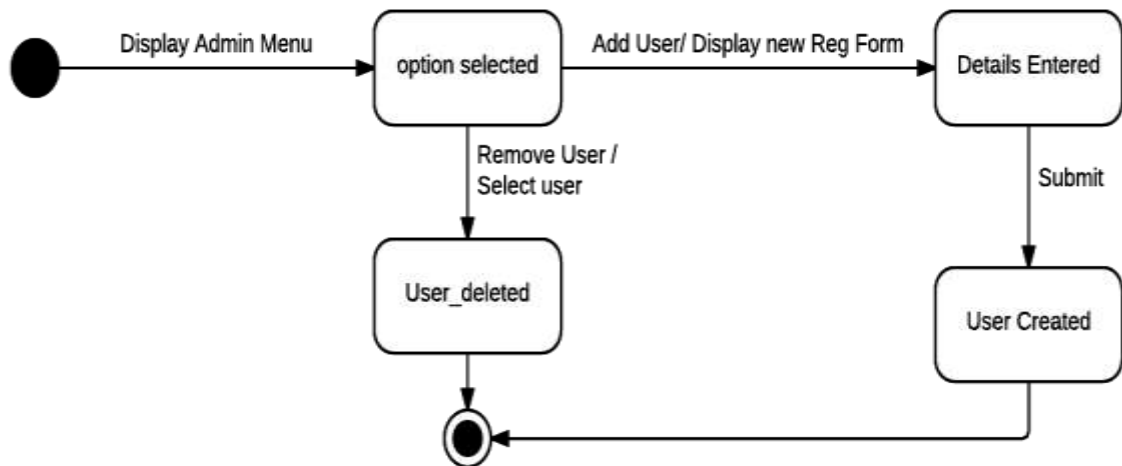 Display Admin Menu
option selected
Add User/ Display new Reg Form
Details Entered
Remove User /
Select user
Submit
User_deleted
User Created